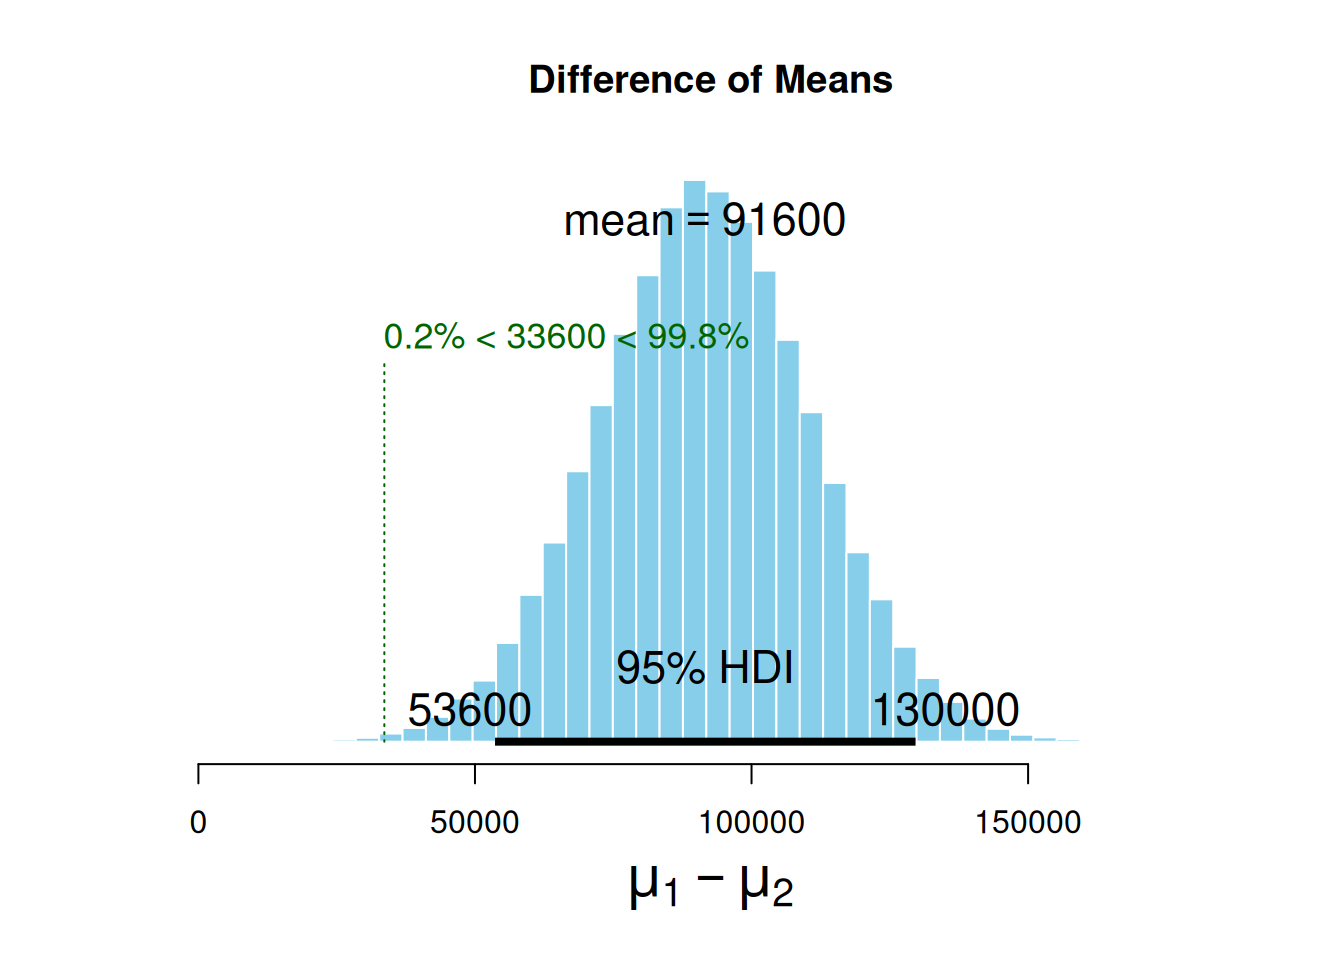 Difference of Means
mean = 91600
0.2% < 33600 < 99.8%
95% HDI
53600 130000
0 50000 100000 150000
μ₁ − μ₂